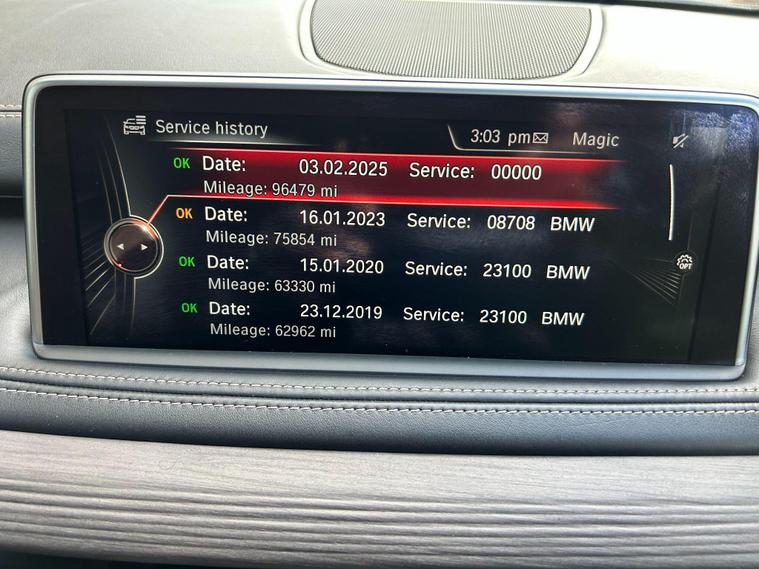 Service history 3:03 pm Magic
OK Date: 03.02.2025 Service: 00000
Mileage: 96479 mi
OK Date: 16.01.2023 Service: 08708 BMW
Mileage: 75854 mi
OPT
OK Date: 15.01.2020 Service: 23100 BMW
Mileage: 63330 mi
OK Date: 23.12.2019 Service: 23100 BMW
Mileage: 62962 mi